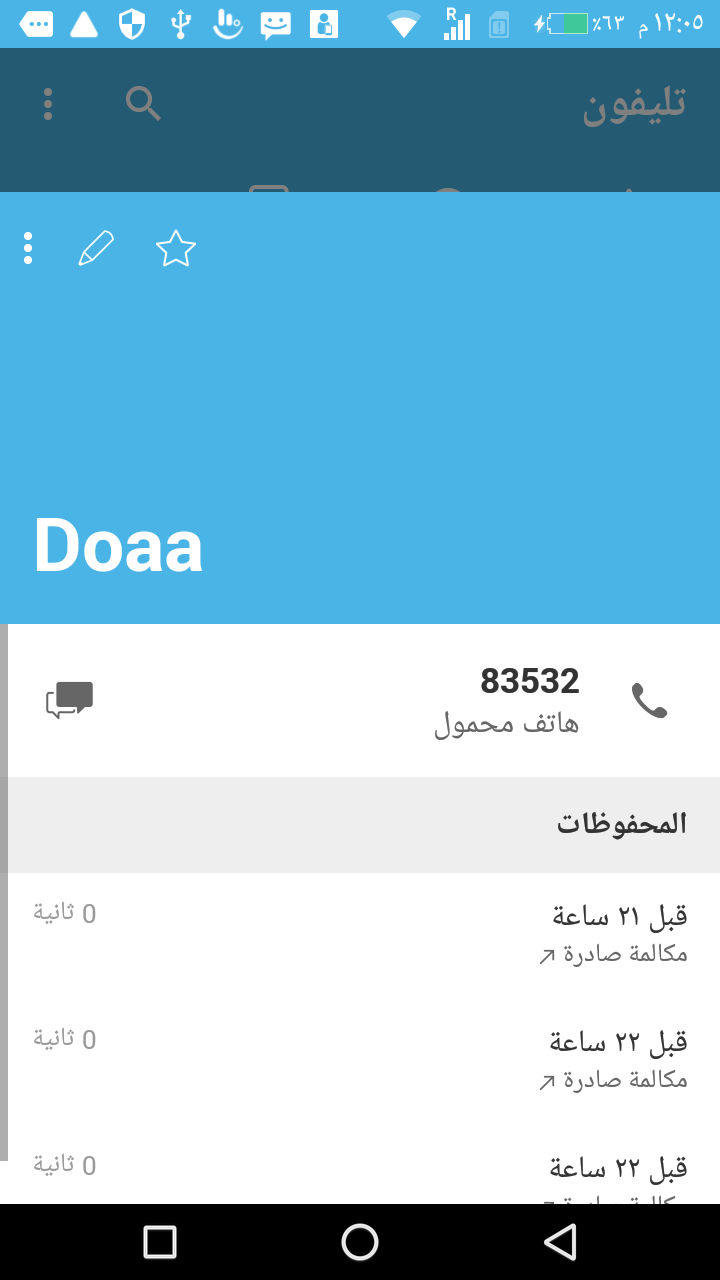 ١٢:٠٥ م ٦٣٪ R
تليفون
Doaa
83532
هاتف محمول
المحفوظات
قبل ٢١ ساعة 0 ثانية
مكالمة صادرة
قبل ٢٢ ساعة 0 ثانية
مكالمة صادرة
قبل ٢٢ ساعة 0 ثانية